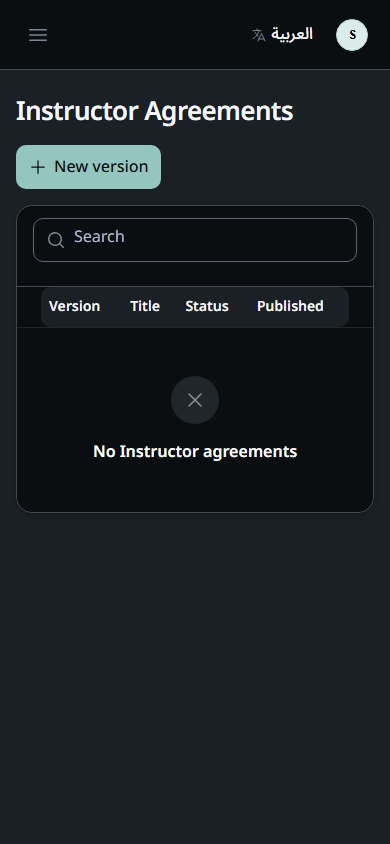 العربية
S
Instructor Agreements
New version
Search
Version Title Status Published
No Instructor agreements